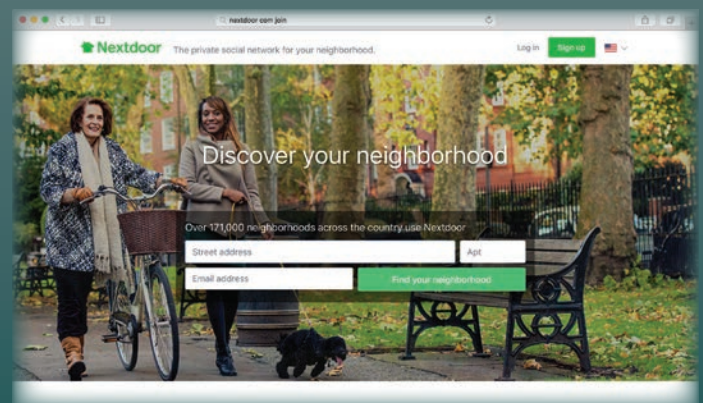 nextdoor com join
Nextdoor The private social network for your neighborhood. Log in Sign up
Discover your neighborhood
Over 171,000 neighborhoods across the country use Nextdoor
Street address Apt
Email address Find your neighborhood